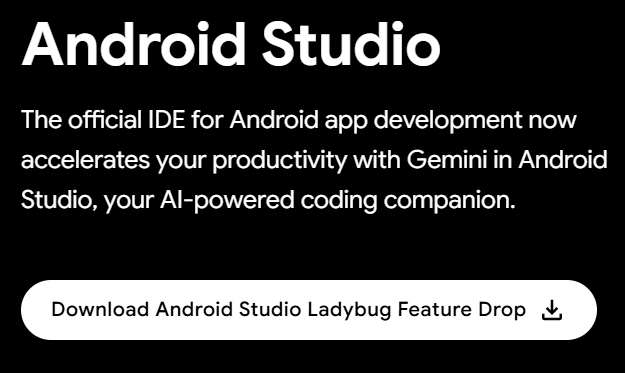 Android Studio
The official IDE for Android app development now
accelerates your productivity with Gemini in Android
Studio, your AI-powered coding companion.
Download Android Studio Ladybug Feature Drop